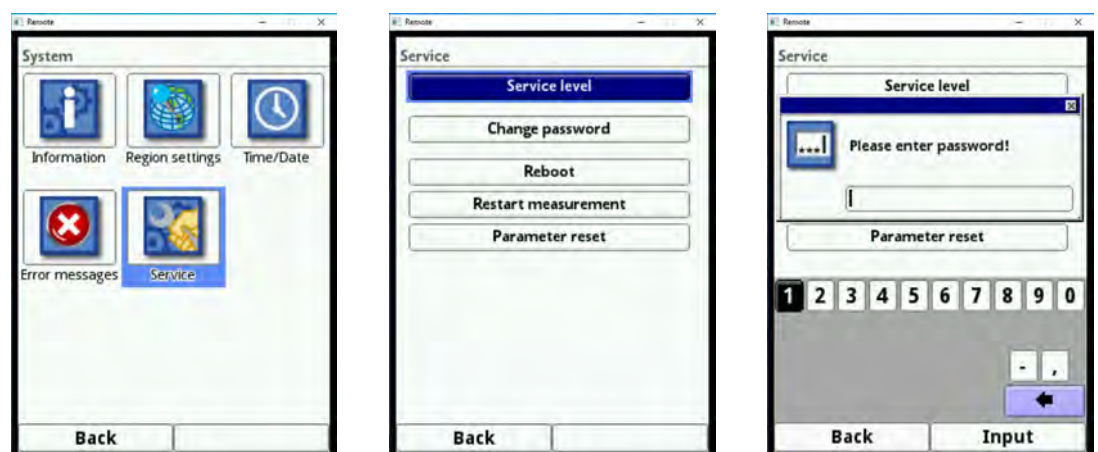 Remote
System
Information Region settings Time/Date
Error messages Service
Back
Remote
Service
Service level
Change password
Reboot
Restart measurement
Parameter reset
Back
Remote
Service
Service level
...I Please enter password!
Parameter reset
1 2 3 4 5 6 7 8 9 0
- ,
Back Input